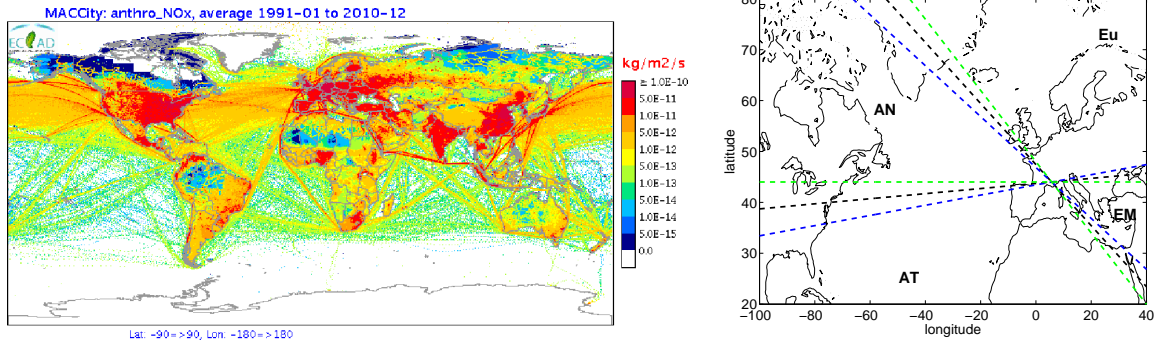 MACCity: anthro_NOx, average 1991-01 to 2010-12
kg/m2/s
≥ 1.0E-10
5.0E-11
1.0E-11
5.0E-12
1.0E-12
5.0E-13
1.0E-13
5.0E-14
1.0E-14
5.0E-15
0.0
Lat: -90=>90, Lon: -180=>180
latitude
80
70
60
50
40
30
20
−100
−80
−60
−40
−20
0
20
40
longitude
Eu
AN
EM
AT